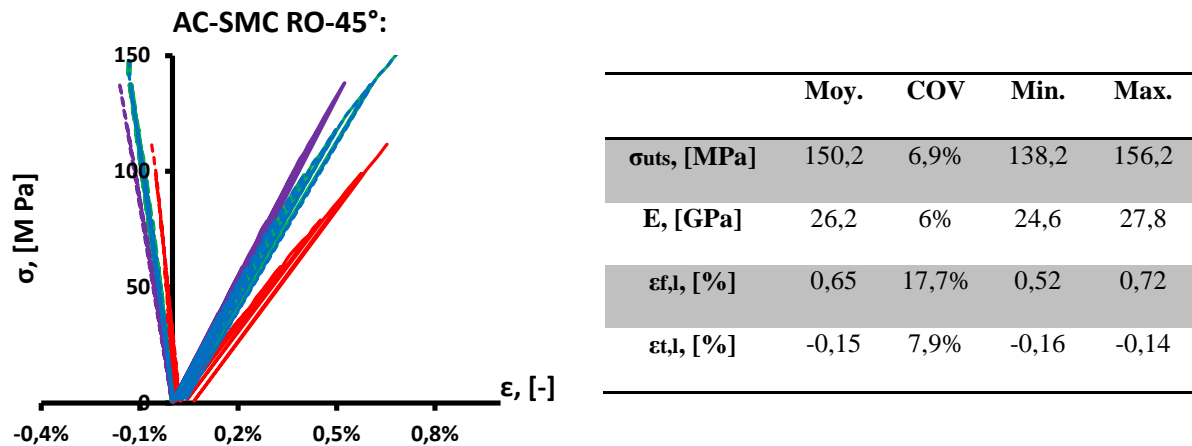 AC-SMC RO-45°:
150
100
50
0
σ, [M Pa]
ε, [-]
-0,4% -0,1% 0,2% 0,5% 0,8%
Moy. COV Min. Max.
σuts, [MPa] 150,2 6,9% 138,2 156,2
E, [GPa] 26,2 6% 24,6 27,8
εf,l, [%] 0,65 17,7% 0,52 0,72
εt,l, [%] -0,15 7,9% -0,16 -0,14